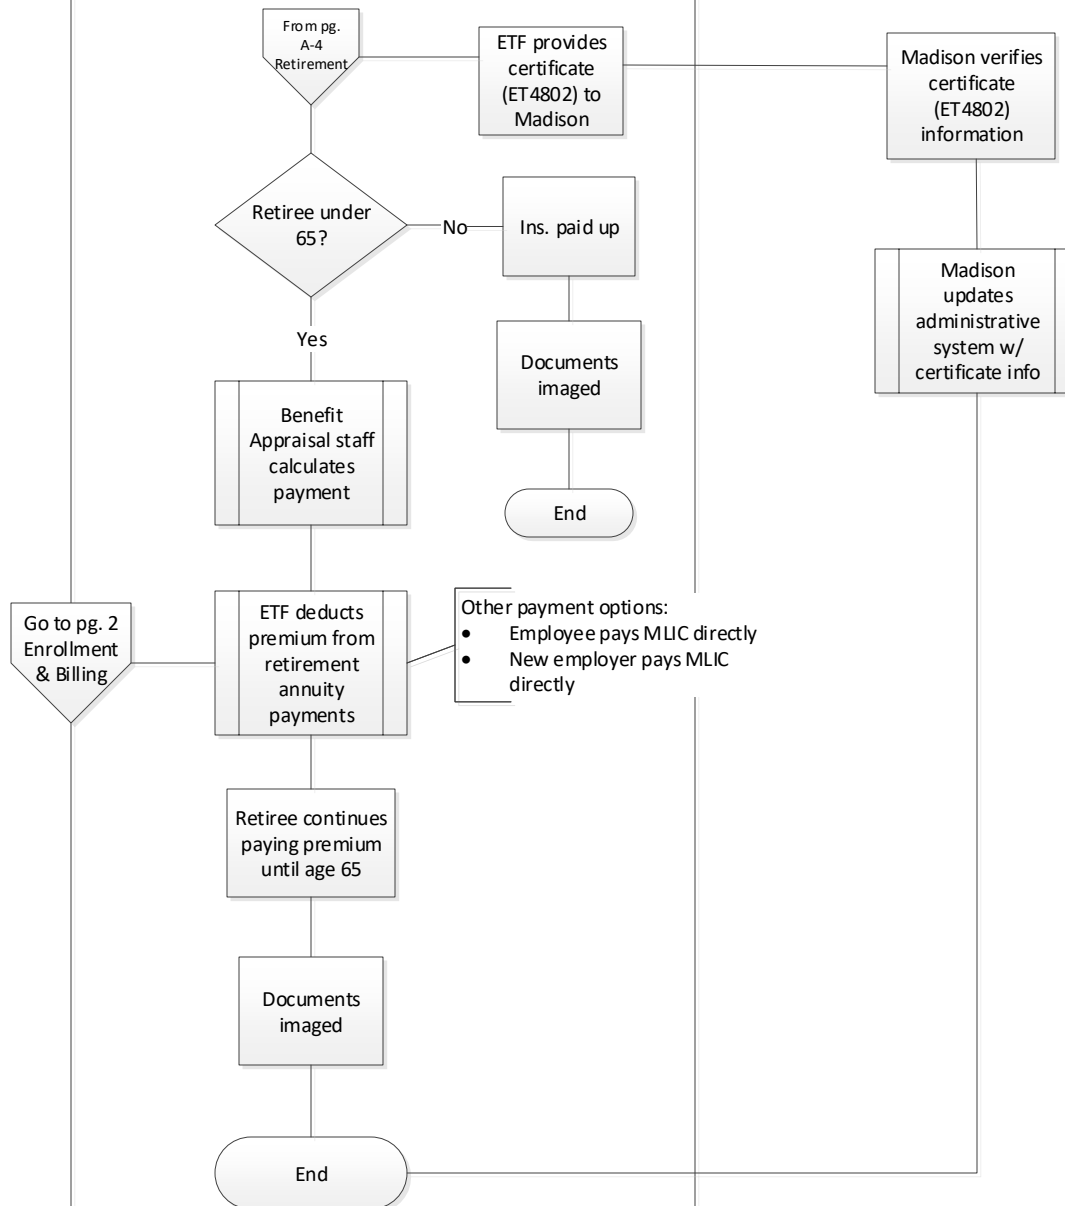 From pg.
A-4
Retirement
ETF provides
certificate
(ET4802) to
Madison
Madison verifies
certificate
(ET4802)
information
Retiree under
65?
No
Ins. paid up
Yes
Madison
updates
administrative
system w/
certificate info
Documents
imaged
Benefit
Appraisal staff
calculates
payment
End
Go to pg. 2
Enrollment
& Billing
ETF deducts
premium from
retirement
annuity
payments
Other payment options:
• Employee pays MLIC directly
• New employer pays MLIC
directly
Retiree continues
paying premium
until age 65
Documents
imaged
End